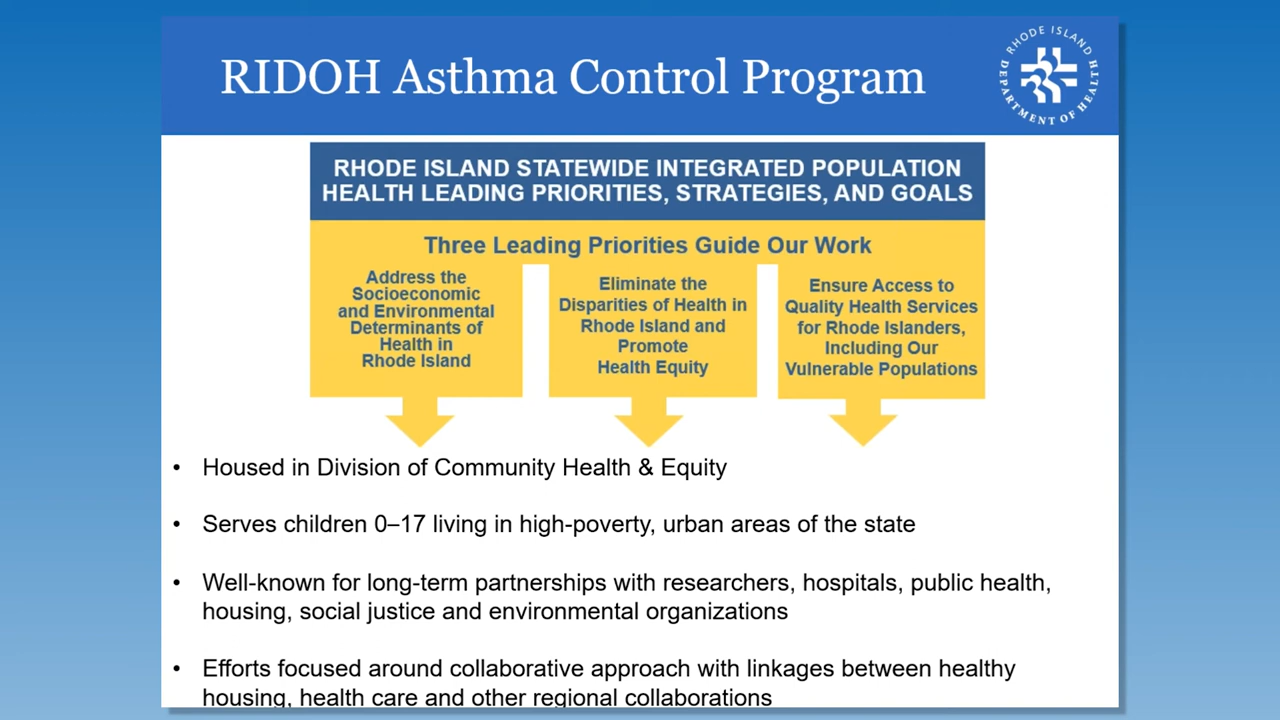 RIDOH Asthma Control Program
RHODE ISLAND
DEPARTMENT OF HEALTH
RHODE ISLAND STATEWIDE INTEGRATED POPULATION
HEALTH LEADING PRIORITIES, STRATEGIES, AND GOALS
Three Leading Priorities Guide Our Work
Address the
Socioeconomic
and Environmental
Determinants of
Health in
Rhode Island
Eliminate the
Disparities of Health in
Rhode Island and
Promote
Health Equity
Ensure Access to
Quality Health Services
for Rhode Islanders,
Including Our
Vulnerable Populations
• Housed in Division of Community Health & Equity
• Serves children 0–17 living in high-poverty, urban areas of the state
• Well-known for long-term partnerships with researchers, hospitals, public health,
housing, social justice and environmental organizations
• Efforts focused around collaborative approach with linkages between healthy
housing, health care and other regional collaborations